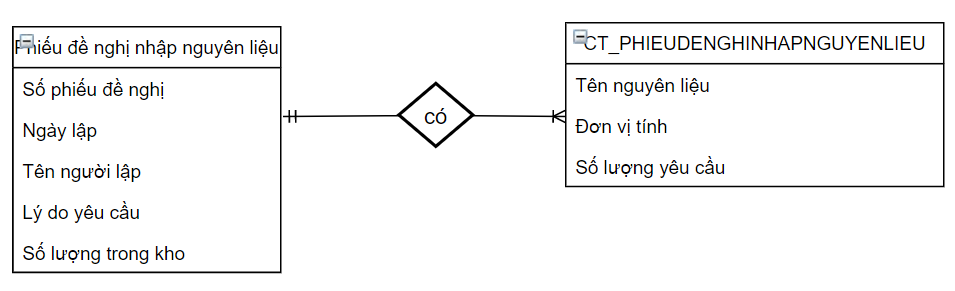 Phiếu đề nghị nhập nguyên liệu
Số phiếu đề nghị
Ngày lập
Tên người lập
Lý do yêu cầu
Số lượng trong kho
có
CT_PHIEUDENGHINHAPNGUYENLIEU
Tên nguyên liệu
Đơn vị tính
Số lượng yêu cầu